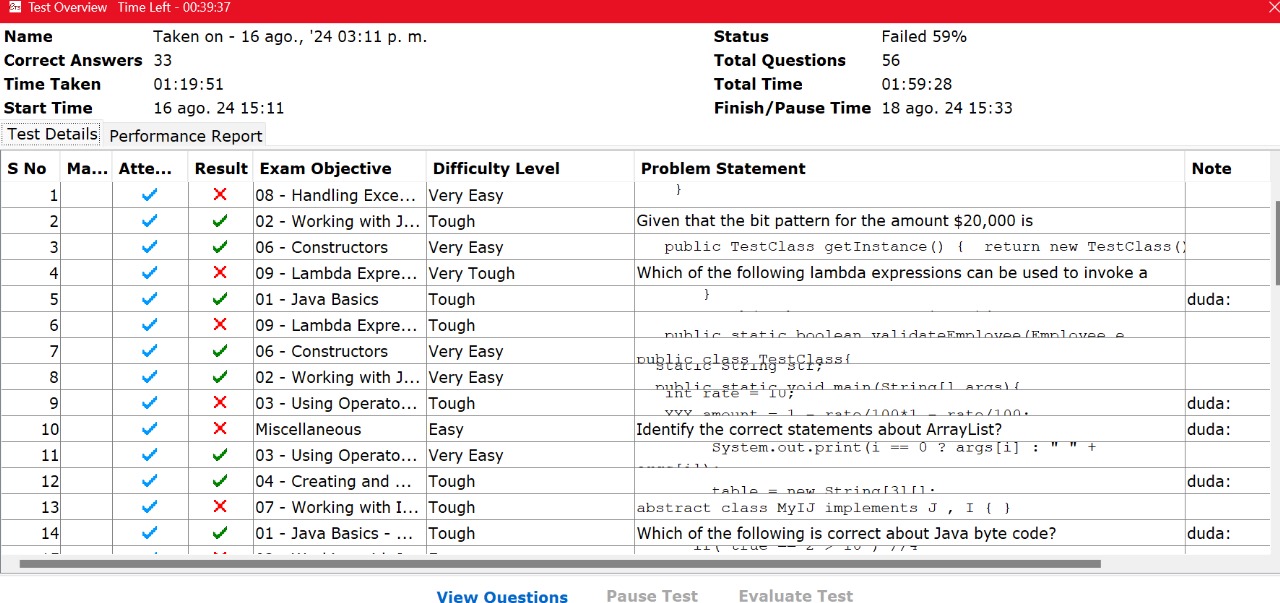 Test Overview Time Left - 00:39:37
Name Taken on - 16 ago., '24 03:11 p. m. Status Failed 59%
Correct Answers 33 Total Questions 56
Time Taken 01:19:51 Total Time 01:59:28
Start Time 16 ago. 24 15:11 Finish/Pause Time 18 ago. 24 15:33
Test Details Performance Report
S No Ma... Atte... Result Exam Objective Difficulty Level Problem Statement Note
1 08 - Handling Exce... Very Easy }
2 02 - Working with J... Tough Given that the bit pattern for the amount $20,000 is
3 06 - Constructors Very Easy public TestClass getInstance() { return new TestClass()
4 09 - Lambda Expre... Very Tough Which of the following lambda expressions can be used to invoke a
5 01 - Java Basics Tough } duda:
6 09 - Lambda Expre... Tough public static boolean validateEmployee(Employee e
7 06 - Constructors Very Easy public class TestClass{
8 02 - Working with J... Very Easy static String str;
public static void main(String[] args){
9 03 - Using Operato... Tough int rate = 10; duda:
XXX amount = 1 - rate/100*1 - rate/100;
10 Miscellaneous Easy Identify the correct statements about ArrayList? duda:
11 03 - Using Operato... Very Easy System.out.print(i == 0 ? args[i] : " " +
args[i]);
12 04 - Creating and ... Tough table = new String[3][]; duda:
13 07 - Working with I... Tough abstract class MyIJ implements J , I { }
14 01 - Java Basics - ... Tough Which of the following is correct about Java byte code? duda:
View Questions Pause Test Evaluate Test